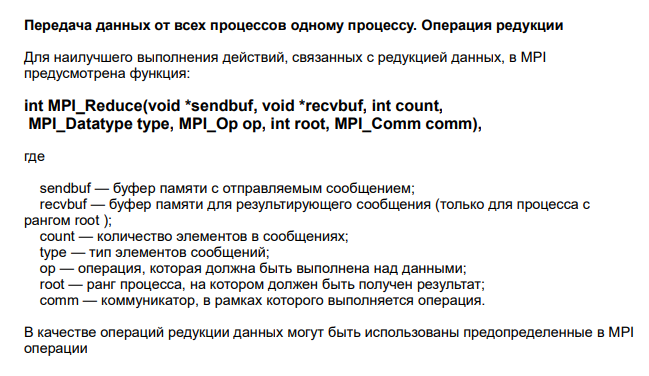 Передача данных от всех процессов одному процессу. Операция редукции
Для наилучшего выполнения действий, связанных с редукцией данных, в MPI
предусмотрена функция:
int MPI_Reduce(void *sendbuf, void *recvbuf, int count,
MPI_Datatype type, MPI_Op op, int root, MPI_Comm comm),
где
sendbuf — буфер памяти с отправляемым сообщением;
recvbuf — буфер памяти для результирующего сообщения (только для процесса с
рангом root );
count — количество элементов в сообщениях;
type — тип элементов сообщений;
op — операция, которая должна быть выполнена над данными;
root — ранг процесса, на котором должен быть получен результат;
comm — коммуникатор, в рамках которого выполняется операция.
В качестве операций редукции данных могут быть использованы предопределенные в MPI
операции